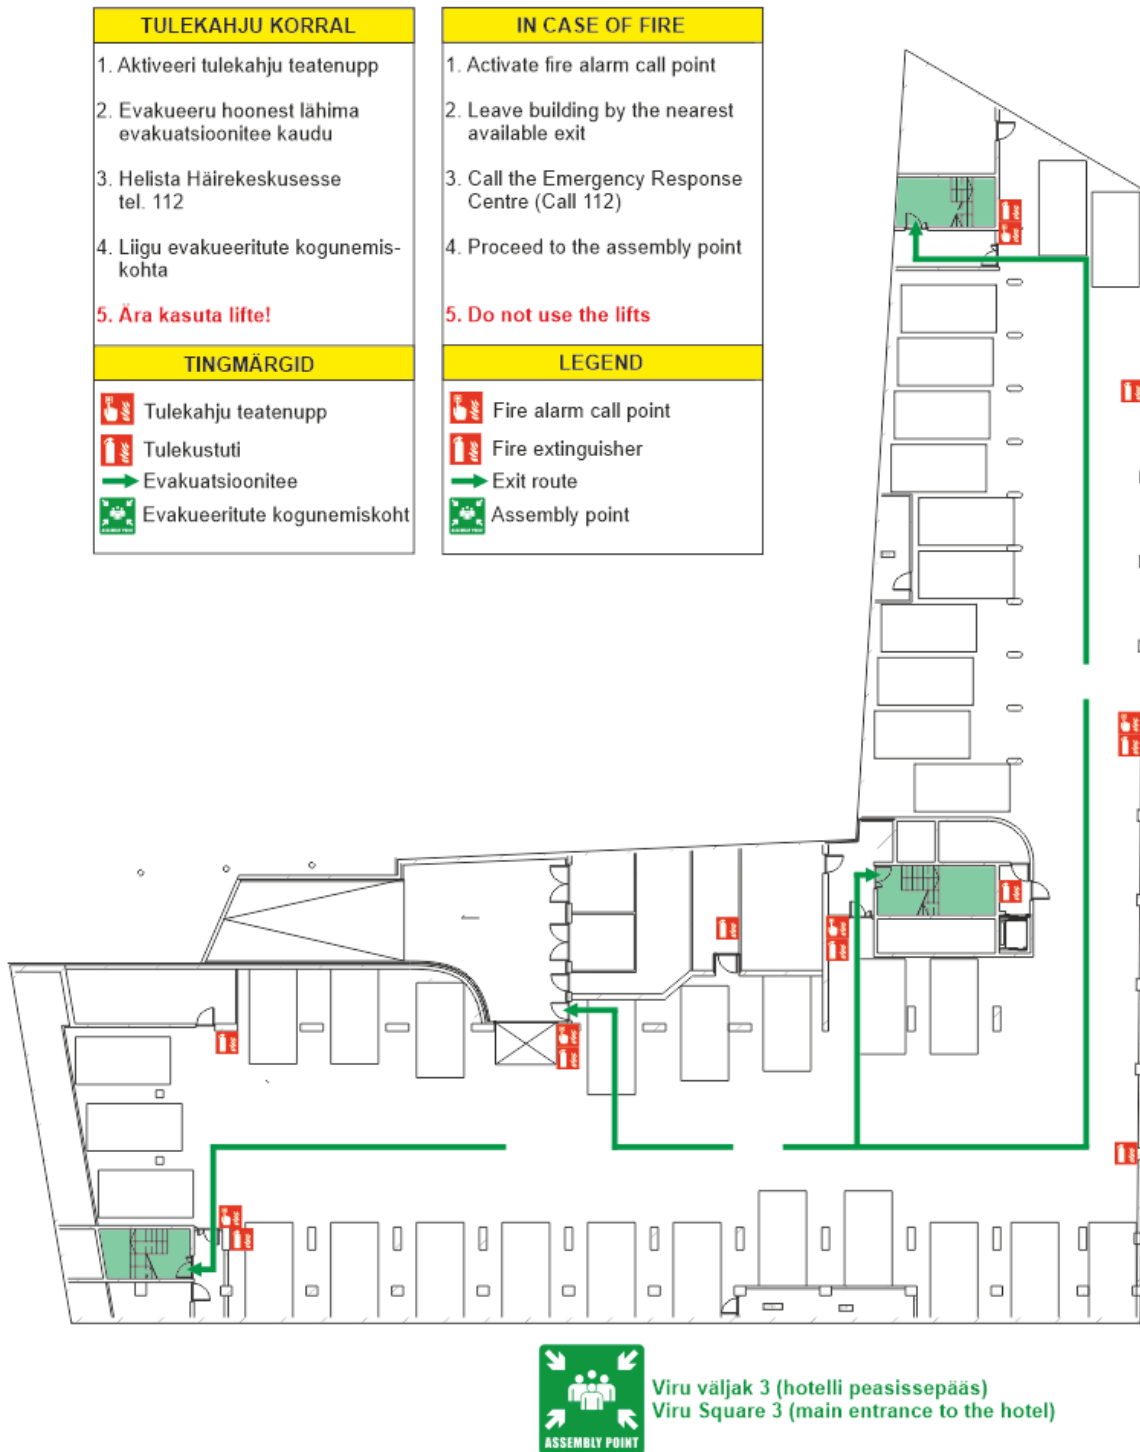 TULEKAHJU KORRAL
1. Aktiveeri tulekahju teatenupp
2. Evakueeru hoonest lähima
evakuatsioonitee kaudu
3. Helista Häirekeskusesse
tel. 112
4. Liigu evakueeritute kogunemis-
kohta
5. Ära kasuta lifte!
TINGMÄRGID
Tulekahju teatenupp
Tulekustuti
Evakuatsioonitee
Evakueeritute kogunemiskoht
IN CASE OF FIRE
1. Activate fire alarm call point
2. Leave building by the nearest
available exit
3. Call the Emergency Response
Centre (Call 112)
4. Proceed to the assembly point
5. Do not use the lifts
LEGEND
Fire alarm call point
Fire extinguisher
Exit route
Assembly point
ASSEMBLY POINT
Viru väljak 3 (hotelli peasissepääs)
Viru Square 3 (main entrance to the hotel)